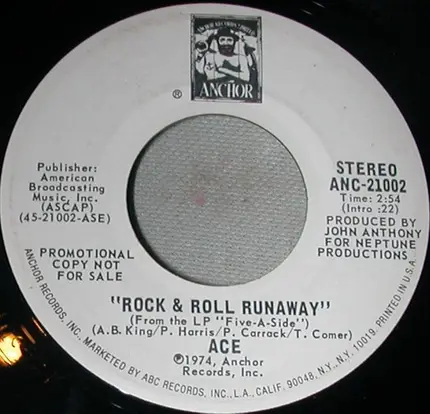 ANCHOR
®
Publisher:
American
Broadcasting
Music, Inc.
(ASCAP)
(45-21002-ASE)
PROMOTIONAL
COPY NOT
FOR SALE
STEREO
ANC-21002
Time: 2:54
(Intro :22)
PRODUCED BY
JOHN ANTHONY
FOR NEPTUNE
PRODUCTIONS
"ROCK & ROLL RUNAWAY"
(From the LP "Five-A-Side")
(A.B. King/P. Harris/P. Carrack/T. Comer)
ACE
℗1974, Anchor
Records, Inc.
ANCHOR RECORDS, INC., MARKETED BY ABC RECORDS, INC., L.A., CALIF. 90048, N.Y., N.Y. 10019. PRINTED IN U.S.A.